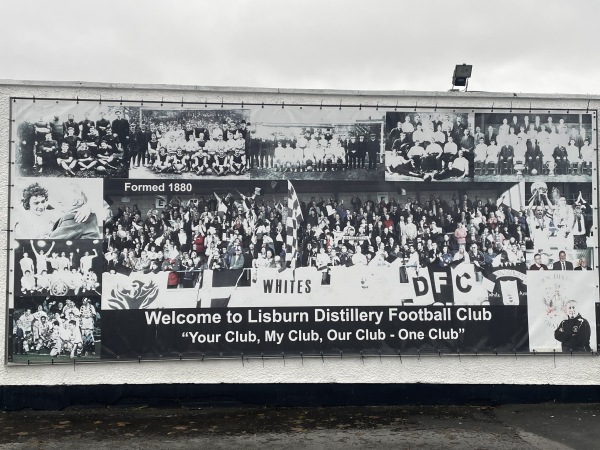 Formed 1880
WHITES
DFC
Welcome to Lisburn Distillery Football Club
“Your Club, My Club, Our Club - One Club”